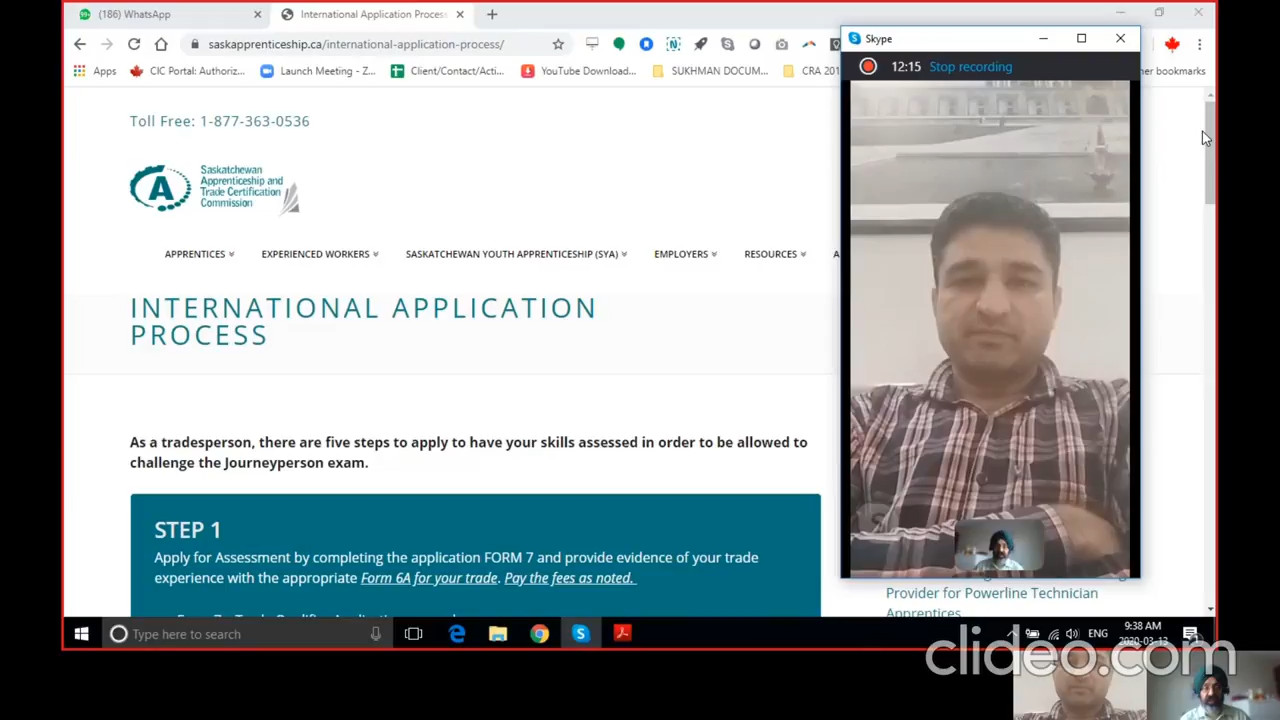 (186) WhatsApp
International Application Process
saskapprenticeship.ca/international-application-process/
Apps
CIC Portal: Authoriz...
Launch Meeting - Z...
Client/Contact/Acti...
YouTube Download...
SUKHMAN DOCUM...
CRA 201
her bookmarks
Skype
12:15 Stop recording
Toll Free: 1-877-363-0536
A
Saskatchewan
Apprenticeship and
Trade Certification
Commission
APPRENTICES
EXPERIENCED WORKERS
SASKATCHEWAN YOUTH APPRENTICESHIP (SYA)
EMPLOYERS
RESOURCES
A
INTERNATIONAL APPLICATION
PROCESS
As a tradesperson, there are five steps to apply to have your skills assessed in order to be allowed to
challenge the Journeyperson exam.
STEP 1
Apply for Assessment by completing the application FORM 7 and provide evidence of your trade
experience with the appropriate Form 6A for your trade. Pay the fees as noted.
Provider for Powerline Technician
Apprentices
Type here to search
ENG
9:38 AM
2020-03-13
clideo.com